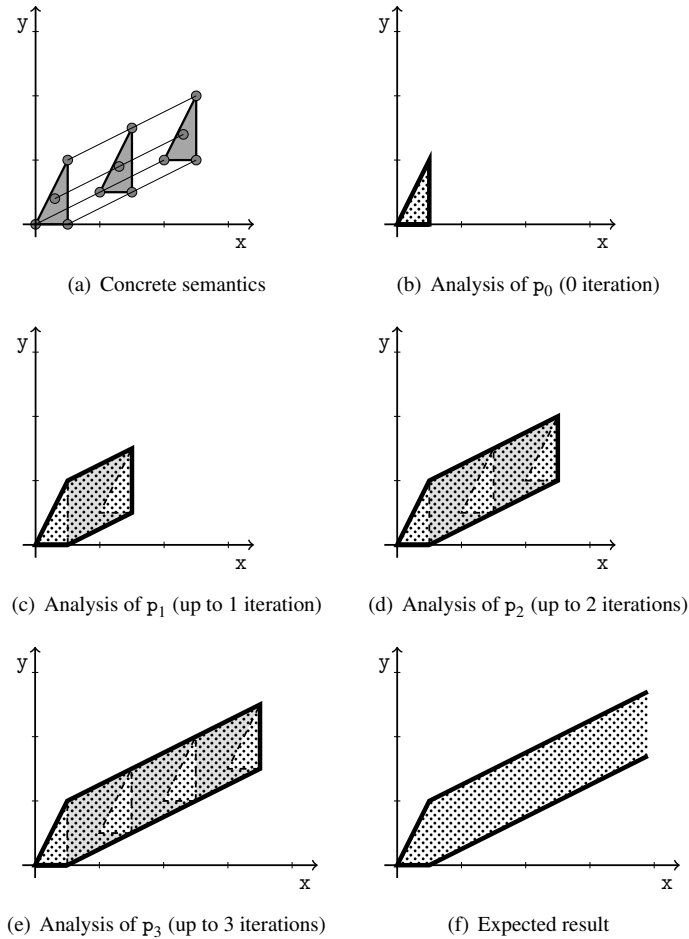 y
x
(a) Concrete semantics
y
x
(b) Analysis of p₀ (0 iteration)
y
x
(c) Analysis of p₁ (up to 1 iteration)
y
x
(d) Analysis of p₂ (up to 2 iterations)
y
x
(e) Analysis of p₃ (up to 3 iterations)
y
x
(f) Expected result